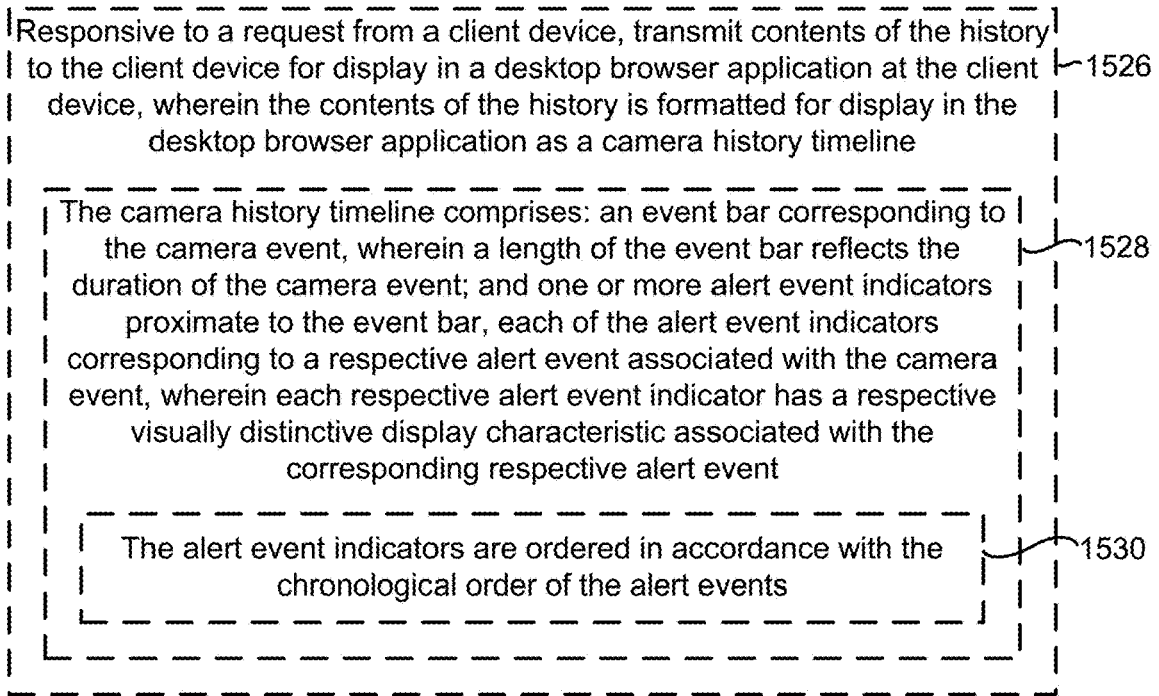 Responsive to a request from a client device, transmit contents of the history
to the client device for display in a desktop browser application at the client
device, wherein the contents of the history is formatted for display in the
desktop browser application as a camera history timeline
1526
The camera history timeline comprises: an event bar corresponding to
the camera event, wherein a length of the event bar reflects the
duration of the camera event; and one or more alert event indicators
proximate to the event bar, each of the alert event indicators
corresponding to a respective alert event associated with the camera
event, wherein each respective alert event indicator has a respective
visually distinctive display characteristic associated with the
corresponding respective alert event
1528
The alert event indicators are ordered in accordance with the
chronological order of the alert events
1530